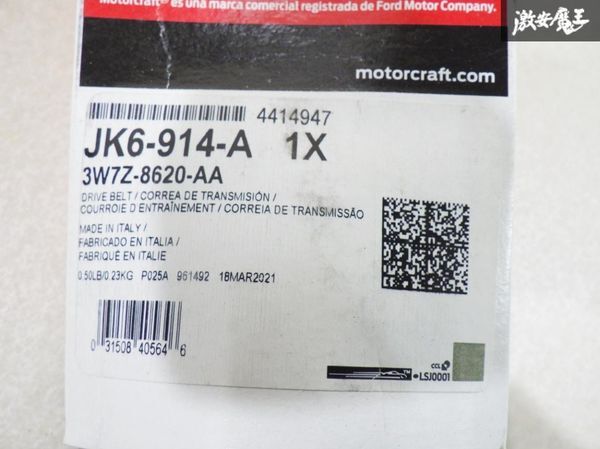 Motorcraft® es una marca comercial registrada de Ford Motor Company.
激安魔王
motorcraft.com
4414947
JK6-914-A 1X
3W7Z-8620-AA
DRIVE BELT / CORREA DE TRANSMISIÓN /
COURROIE D'ENTRAÎNEMENT / CORREIA DE TRANSMISSÃO
MADE IN ITALY /
FABRICADO EN ITALIA /
FABRIQUÉ EN ITALIE
0.50LB/0.23KG P025A 961492 18MAR2021
0 31508 40564 6
CCL
LSJ0001